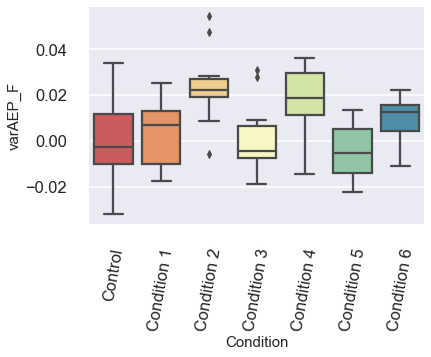 varAEP_F
0.04
0.02
0.00
−0.02
Control
Condition 1
Condition 2
Condition 3
Condition 4
Condition 5
Condition 6
Condition